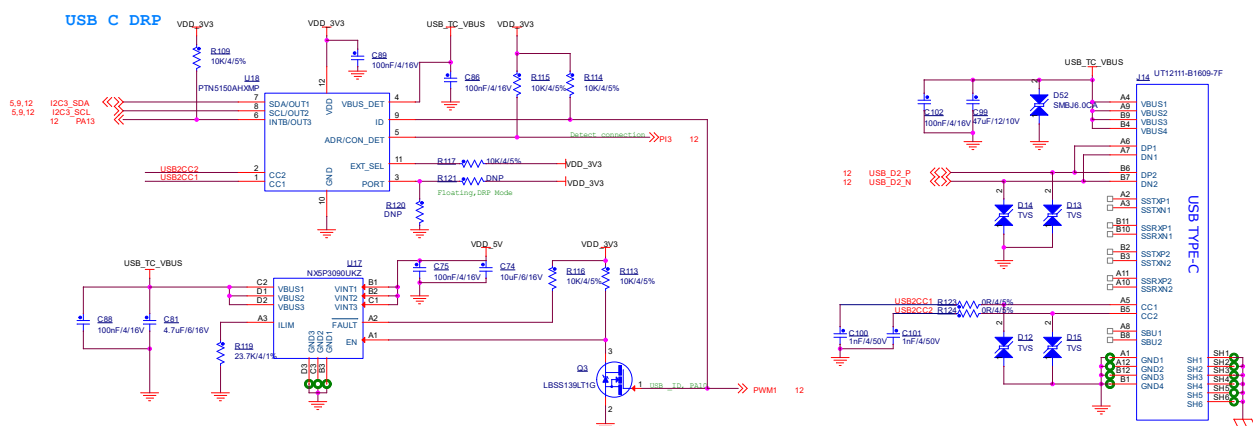 USB C DRP
VDD_3V3
VDD_3V3
USB_TC_VBUS
VDD_3V3
R109
10K/4/5%
C89
100nF/4/16V
C86
100nF/4/16V
R115
10K/4/5%
R114
10K/4/5%
U18
PTN5150AHXMP
5,9,12 I2C3_SDA
5,9,12 I2C3_SCL
12 PA13
7 SDA/OUT1
8 SCL/OUT2
6 INTB/OUT3
12 VDD
VBUS_DET 4
ID 9
ADR/CON_DET 5
EXT_SEL 11
PORT 3
USB2CC2 2 CC2
USB2CC1 1 CC1
GND 10
Detect connection
PI3 12
R117 10K/4/5% VDD_3V3
R121 DNP VDD_3V3
Floating,DRP Mode
R120
DNP
USB_TC_VBUS
U17
NX5P3090UKZ
VDD_5V
VDD_3V3
C2 VBUS1
D1 VBUS2
D2 VBUS3
A3 ILIM
VINT1 B1
VINT2 B2
VINT3 C1
FAULT A2
EN A1
GND3 D3
GND2 C3
GND1 B3
C88
100nF/4/16V
C81
4.7uF/6/16V
R119
23.7K/4/1%
C75
100nF/4/16V
C74
10uF/6/16V
R116
10K/4/5%
R113
10K/4/5%
Q3
LBSS139LT1G
3
1
2
USB_ID, PA10
PWM1 12
USB_TC_VBUS
J14 UT12111-B1609-7F
C102
100nF/4/16V
C99
47uF/12/10V
D52
SMBJ6.0CA
1
2
A4 VBUS1
A9 VBUS2
B9 VBUS3
B4 VBUS4
A6 DP1
A7 DN1
12 USB_D2_P
12 USB_D2_N
B6 DP2
B7 DN2
D14
TVS
D13
TVS
2
2
1
1
A2 SSTXP1
A3 SSTXN1
B11 SSRXP1
B10 SSRXN1
B2 SSTXP2
B3 SSTXN2
A11 SSRXP2
A10 SSRXN2
USB TYPE-C
USB2CC1 R123 0R/4/5% A5 CC1
USB2CC2 R124 0R/4/5% B5 CC2
C100
1nF/4/50V
C101
1nF/4/50V
D12
TVS
D15
TVS
2
2
1
1
A8 SBU1
B8 SBU2
A1 GND1
A12 GND2
B12 GND3
B1 GND4
SH1 SH1
SH2 SH2
SH3 SH3
SH4 SH4
SH5 SH5
SH6 SH6